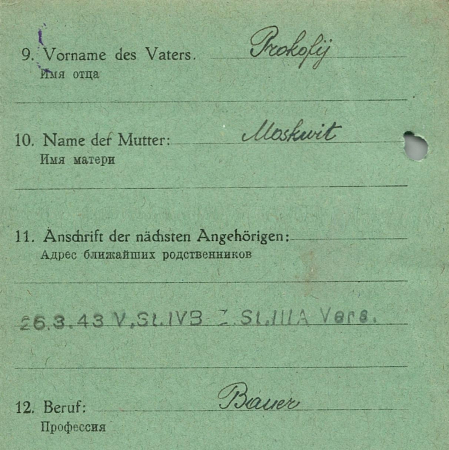 9. Vorname des Vaters. Prokofij
Имя отца
10. Name der Mutter: Moskwit
Имя матери
11. Anschrift der nächsten Angehörigen:
Адрес ближайших родственников
26.3.43 V.St.IVB Z.St.IIIA Vers.
12. Beruf: Bauer
Профессия